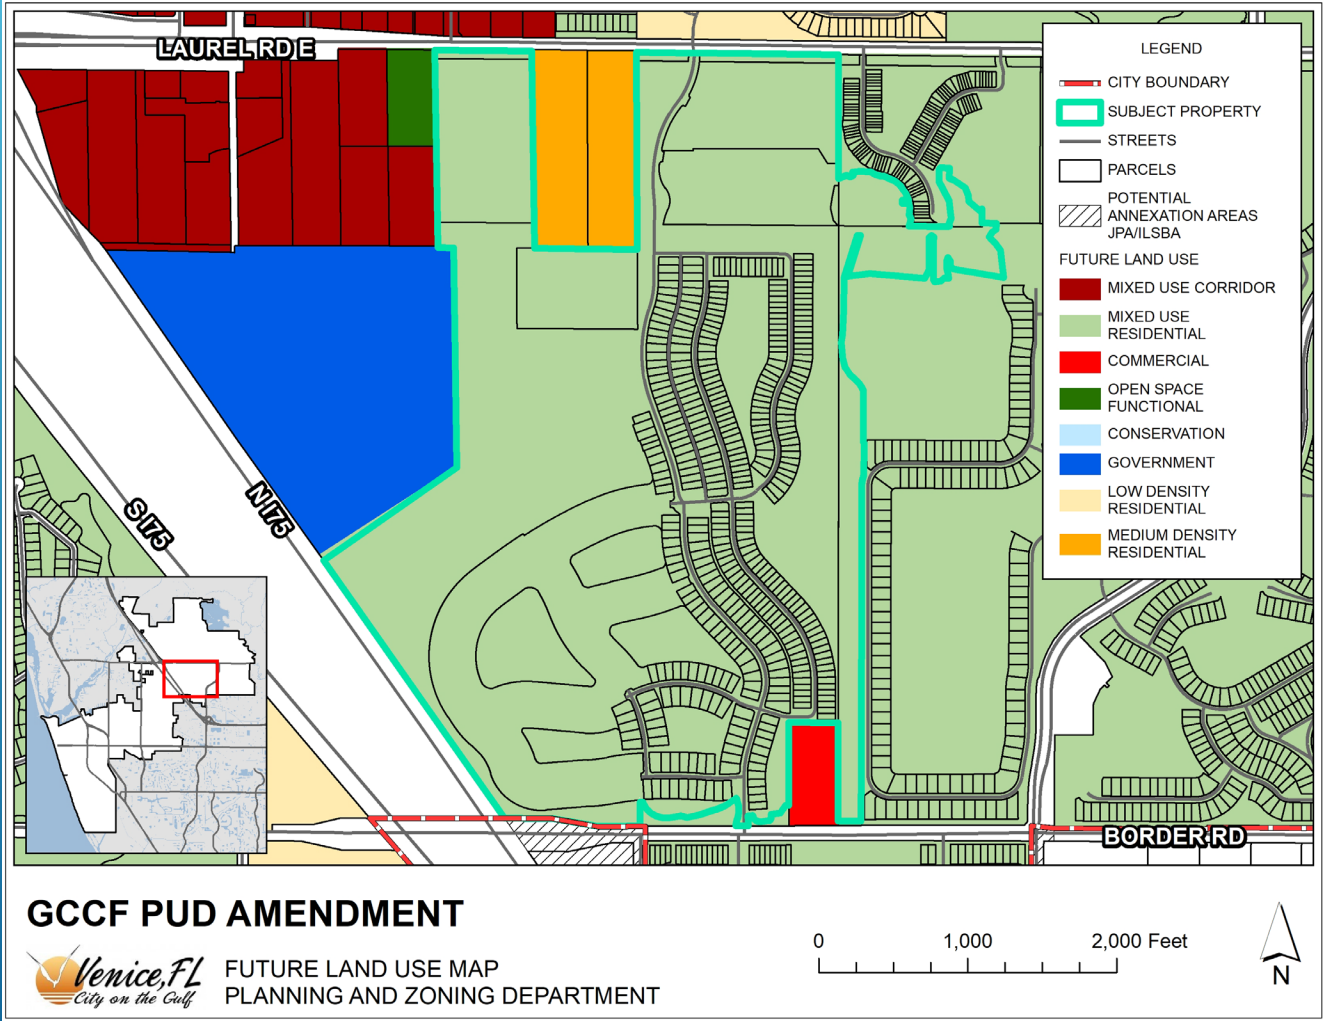 LAUREL RD E
LEGEND
CITY BOUNDARY
SUBJECT PROPERTY
STREETS
PARCELS
POTENTIAL
ANNEXATION AREAS
JPA/ILSBA
FUTURE LAND USE
MIXED USE CORRIDOR
MIXED USE
RESIDENTIAL
COMMERCIAL
OPEN SPACE
FUNCTIONAL
CONSERVATION
GOVERNMENT
LOW DENSITY
RESIDENTIAL
MEDIUM DENSITY
RESIDENTIAL
S I75
N I75
BORDER RD
GCCF PUD AMENDMENT
Venice, FL
City on the Gulf
FUTURE LAND USE MAP
PLANNING AND ZONING DEPARTMENT
0 1,000 2,000 Feet
N